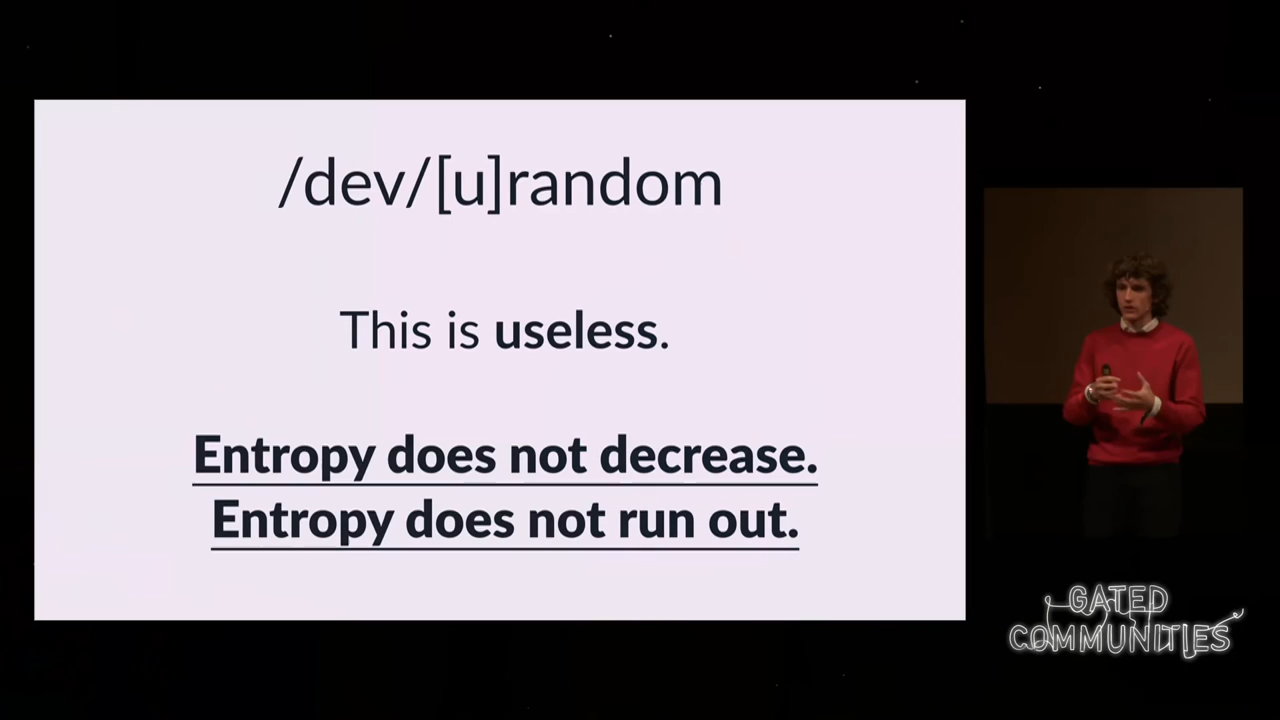 /dev/[u]random
This is useless.
Entropy does not decrease.
Entropy does not run out.
GATED
COMMUNITIES